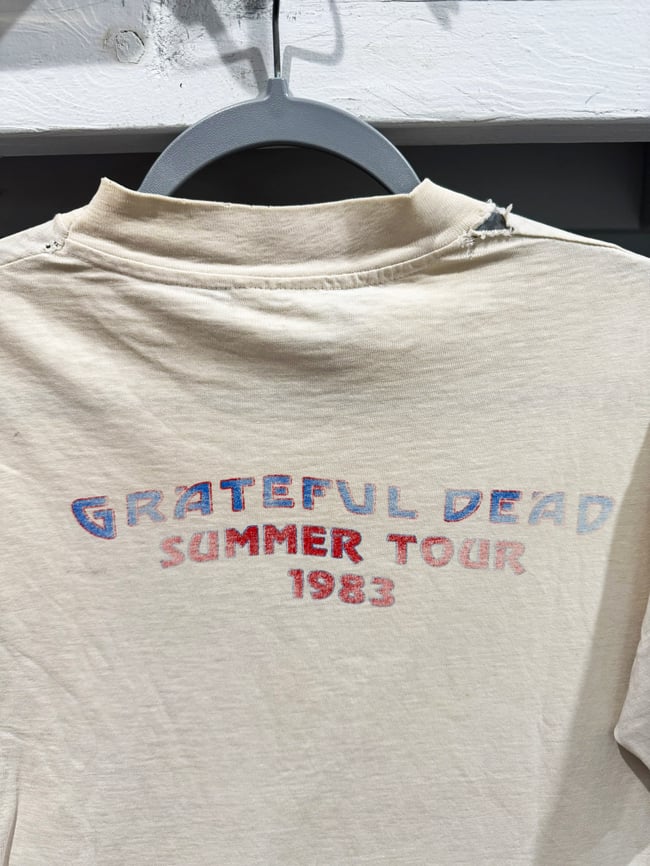 GRATEFUL DEAD
SUMMER TOUR
1983